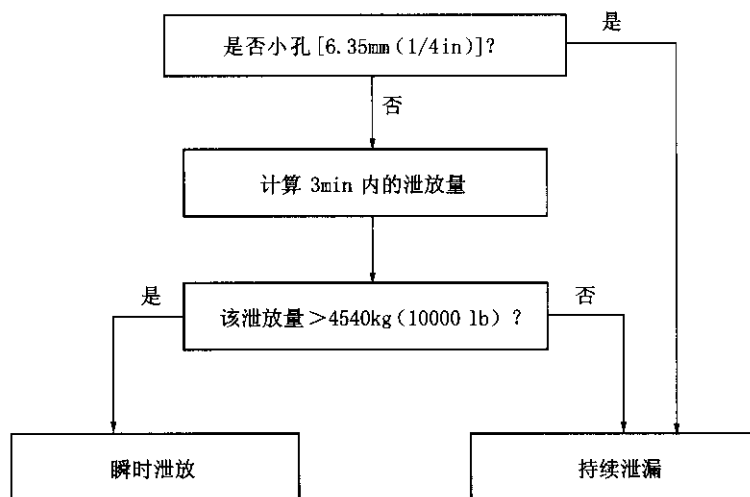 是否小孔[6.35mm(1/4in)]?
是
否
计算 3min 内的泄放量
是
该泄放量>4540kg(10000 lb)?
否
瞬时泄放
持续泄漏